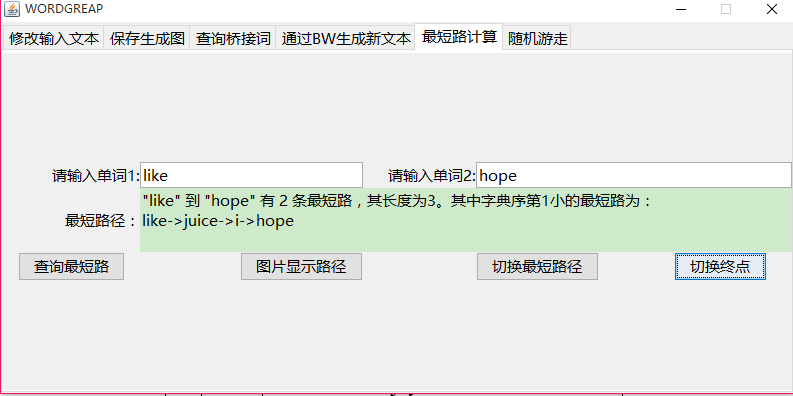 WORDGREAP
修改输入文本 保存生成图 查询桥接词 通过BW生成新文本 最短路计算 随机游走
请输入单词1: like 请输入单词2: hope
"like" 到 "hope" 有 2 条最短路，其长度为3。其中字典序第1小的最短路为：
最短路径： like->juice->i->hope
查询最短路 图片显示路径 切换最短路径 切换终点